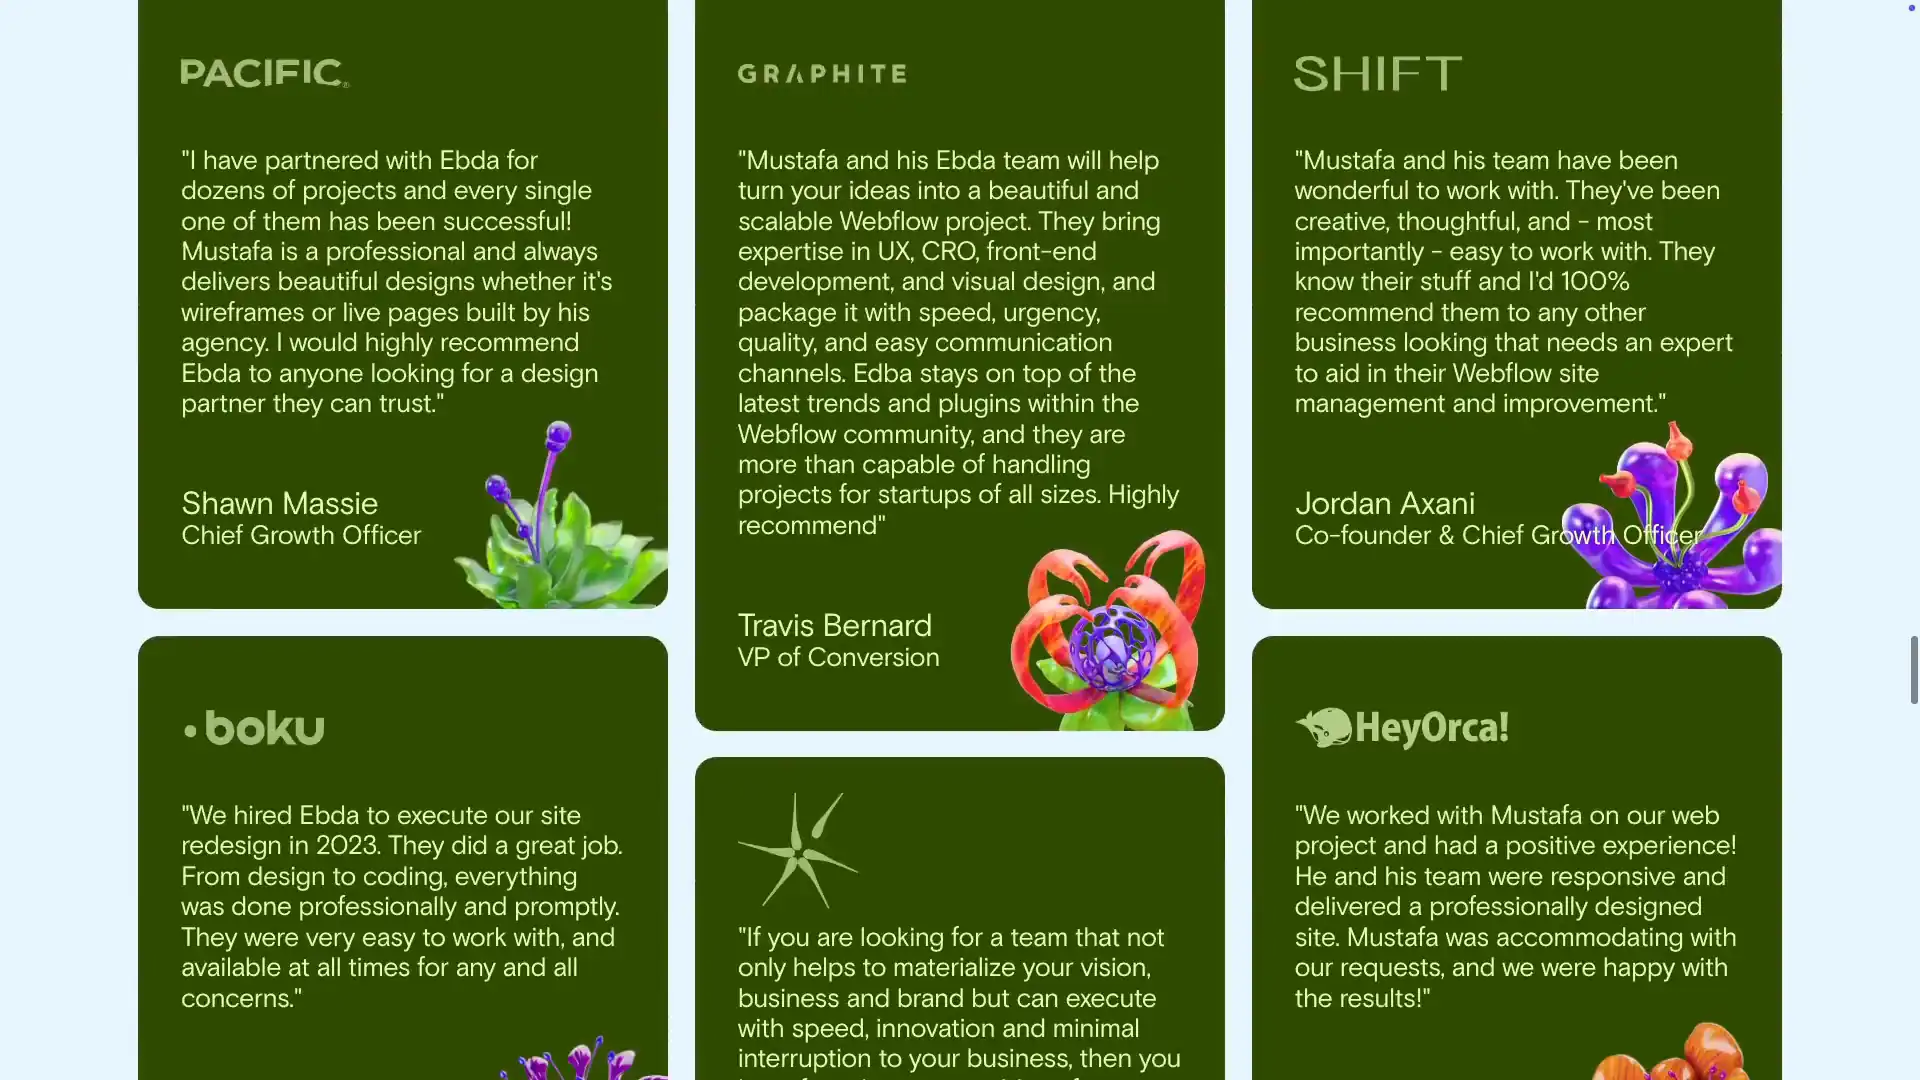 PACIFIC
"I have partnered with Ebda for
dozens of projects and every single
one of them has been successful!
Mustafa is a professional and always
delivers beautiful designs whether it's
wireframes or live pages built by his
agency. I would highly recommend
Ebda to anyone looking for a design
partner they can trust."
Shawn Massie
Chief Growth Officer
GRAPHITE
"Mustafa and his Ebda team will help
turn your ideas into a beautiful and
scalable Webflow project. They bring
expertise in UX, CRO, front-end
development, and visual design, and
package it with speed, urgency,
quality, and easy communication
channels. Edba stays on top of the
latest trends and plugins within the
Webflow community, and they are
more than capable of handling
projects for startups of all sizes. Highly
recommend"
Travis Bernard
VP of Conversion
SHIFT
"Mustafa and his team have been
wonderful to work with. They've been
creative, thoughtful, and - most
importantly - easy to work with. They
know their stuff and I'd 100%
recommend them to any other
business looking that needs an expert
to aid in their Webflow site
management and improvement."
Jordan Axani
Co-founder & Chief Growth Officer
boku
"We hired Ebda to execute our site
redesign in 2023. They did a great job.
From design to coding, everything
was done professionally and promptly.
They were very easy to work with, and
available at all times for any and all
concerns."
"If you are looking for a team that not
only helps to materialize your vision,
business and brand but can execute
with speed, innovation and minimal
interruption to your business, then you
HeyOrca!
"We worked with Mustafa on our web
project and had a positive experience!
He and his team were responsive and
delivered a professionally designed
site. Mustafa was accommodating with
our requests, and we were happy with
the results!"